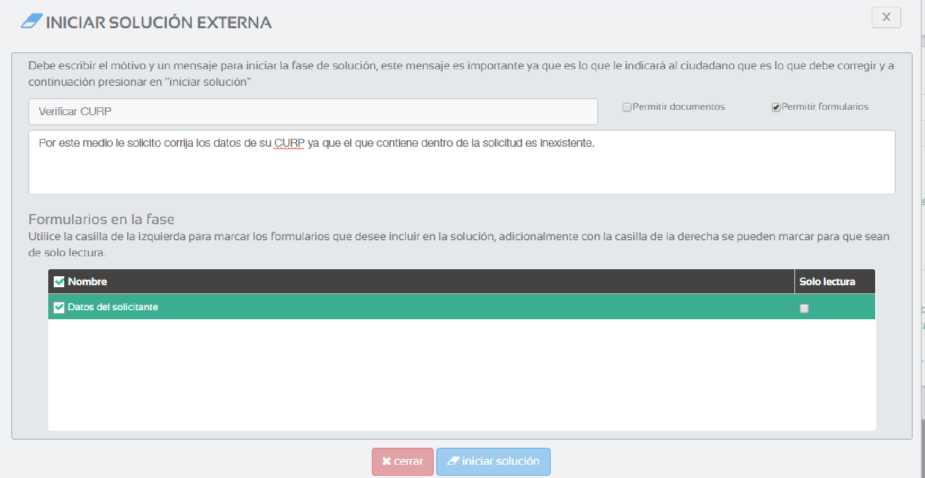 INICIAR SOLUCIÓN EXTERNA
X
Debe escribir el mótivo y un mensaje para iniciar la fase de solución, este mensaje es importante ya que es lo que le indicará al ciudadano que es lo que debe corregir y a
continuación presionar en "iniciar solución"
Verificar CURP
Permitir documentos
Permitir formularios
Por este medio le solicito corrija los datos de su CURP ya que el que contiene dentro de la solicitud es inexistente.
Formularios en la fase
Utilice la casilla de la izquierda para marcar los formularios que desee incluir en la solución, adicionalmente con la casilla de la derecha se pueden marcar para que sean
de solo lectura.
Nombre
Solo lectura
Datos del solicitante
cerrar
iniciar solución